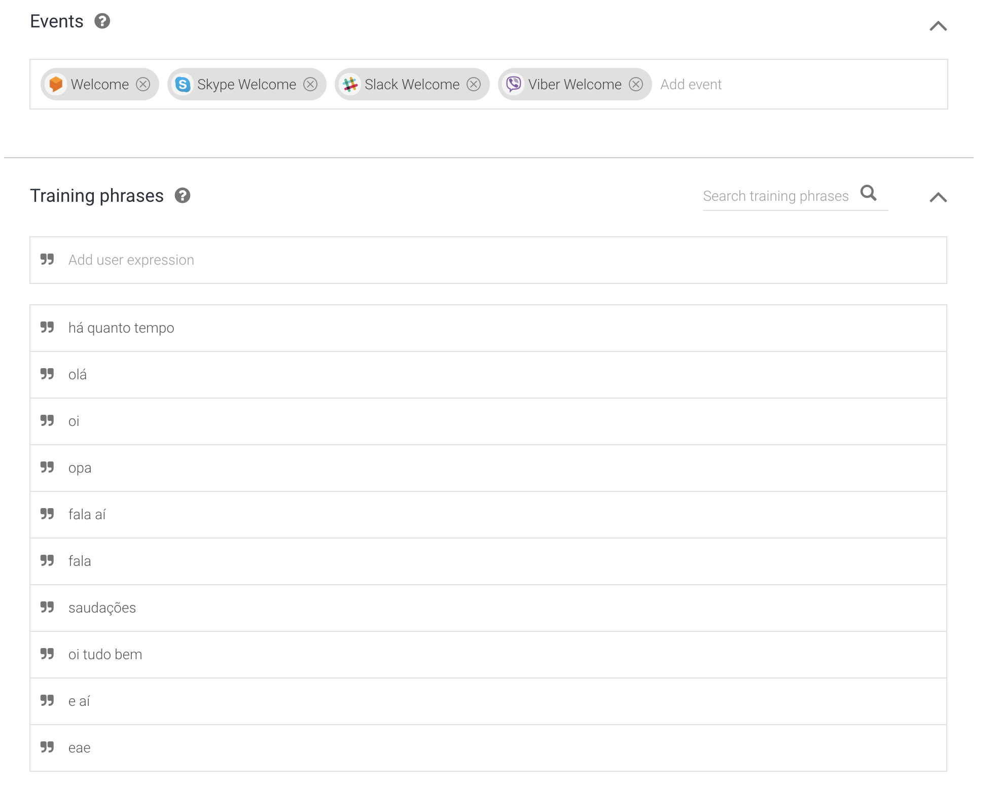 Events
Welcome Skype Welcome Slack Welcome Viber Welcome Add event
Training phrases Search training phrases
Add user expression
há quanto tempo
olá
oi
opa
fala aí
fala
saudações
oi tudo bem
e aí
eae